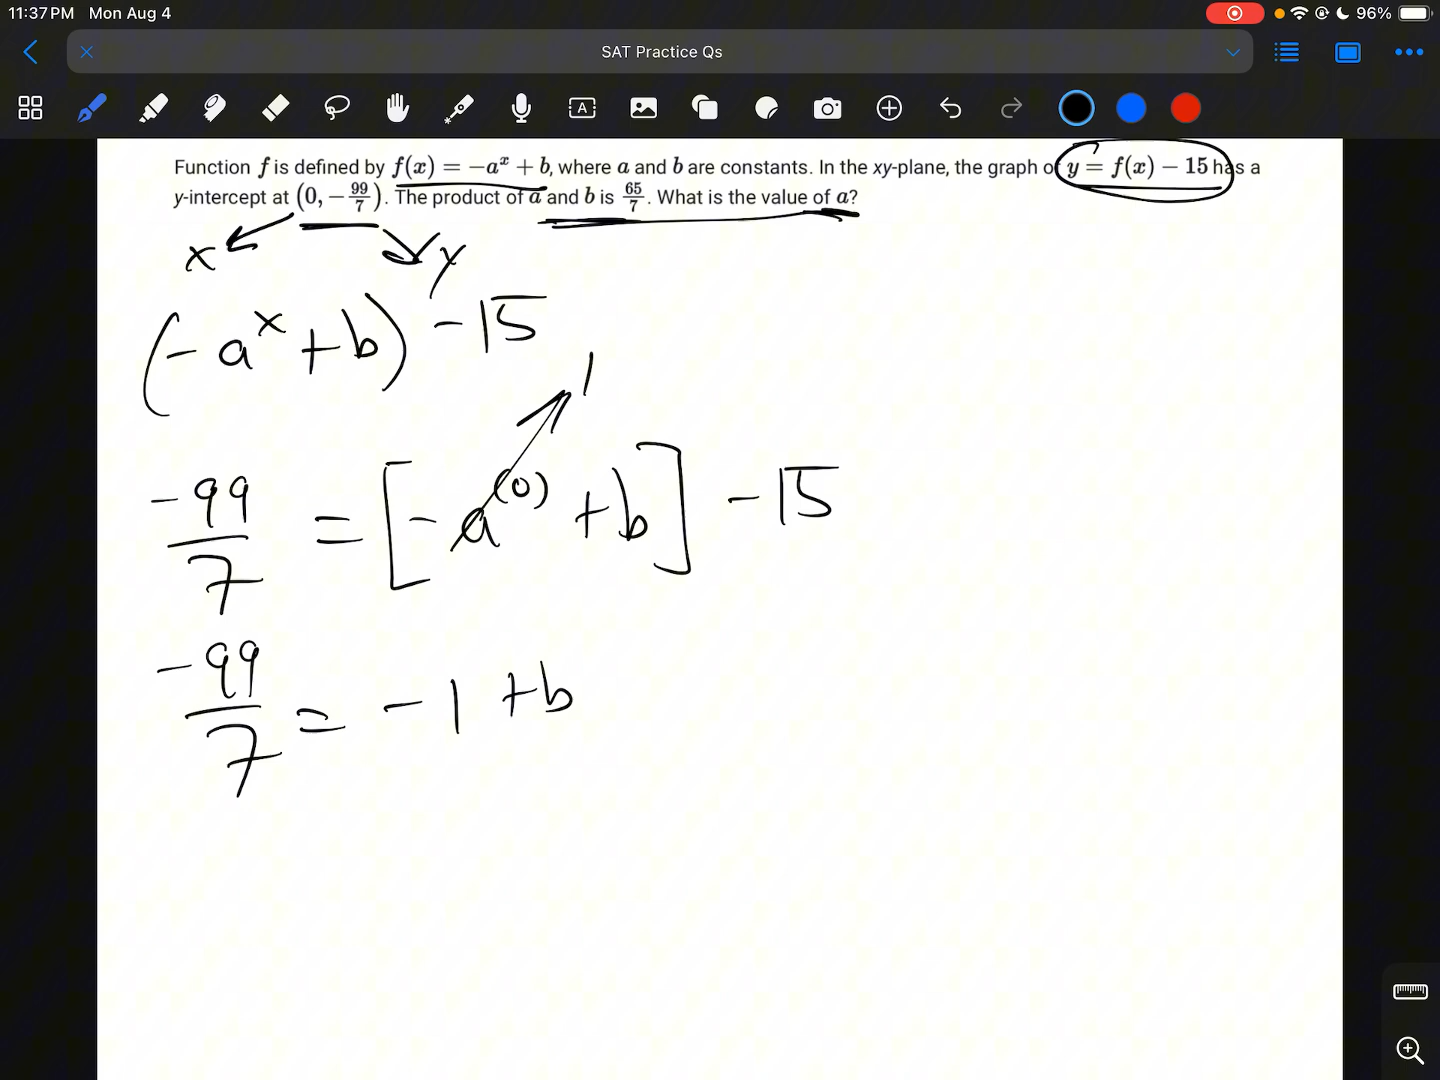 11:37 PM Mon Aug 4 96%
SAT Practice Qs
A
Function f is defined by f(x) = −aˣ + b, where a and b are constants. In the xy-plane, the graph of y = f(x) − 15 has a
y-intercept at (0, −99/7). The product of a and b is 65/7. What is the value of a?
x y
(-aˣ + b) - 15
1
-99/7 = [-a⁽⁰⁾ + b] - 15
-99/7 = -1 + b